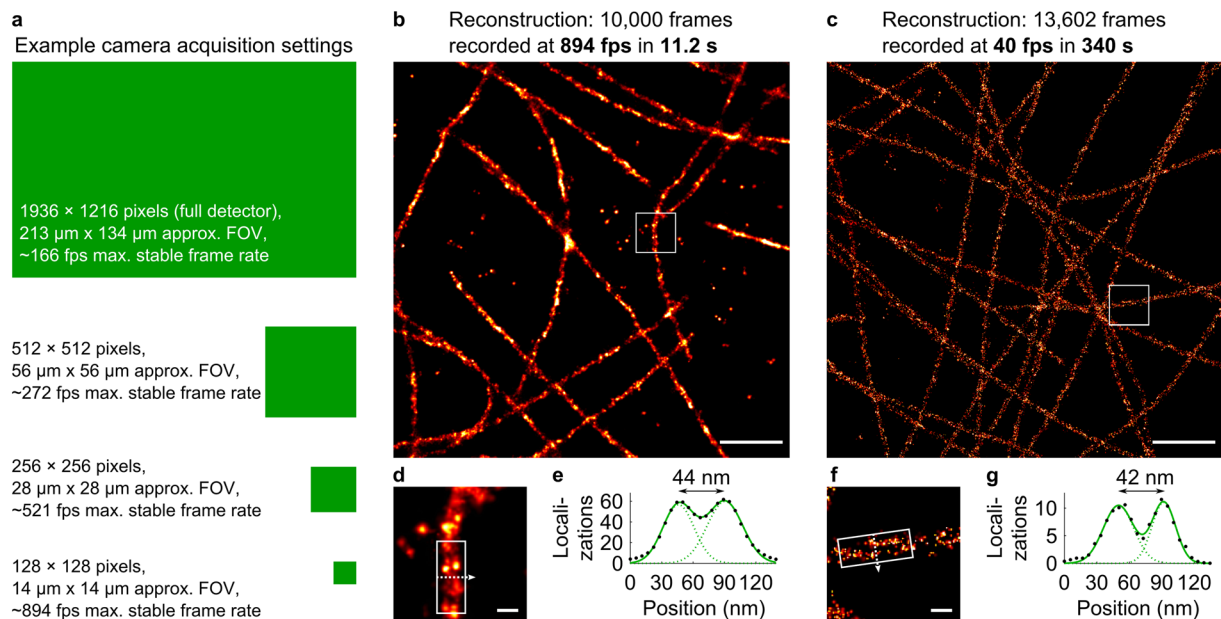 a
Example camera acquisition settings
1936 × 1216 pixels (full detector),
213 µm x 134 µm approx. FOV,
~166 fps max. stable frame rate
512 × 512 pixels,
56 µm x 56 µm approx. FOV,
~272 fps max. stable frame rate
256 × 256 pixels,
28 µm x 28 µm approx. FOV,
~521 fps max. stable frame rate
128 × 128 pixels,
14 µm x 14 µm approx. FOV,
~894 fps max. stable frame rate
b
Reconstruction: 10,000 frames
recorded at 894 fps in 11.2 s
c
Reconstruction: 13,602 frames
recorded at 40 fps in 340 s
d
e
44 nm
Locali-
zations
60
40
20
0
0 30 60 90 120
Position (nm)
f
g
42 nm
Locali-
zations
10
5
0
0 30 60 90 120
Position (nm)